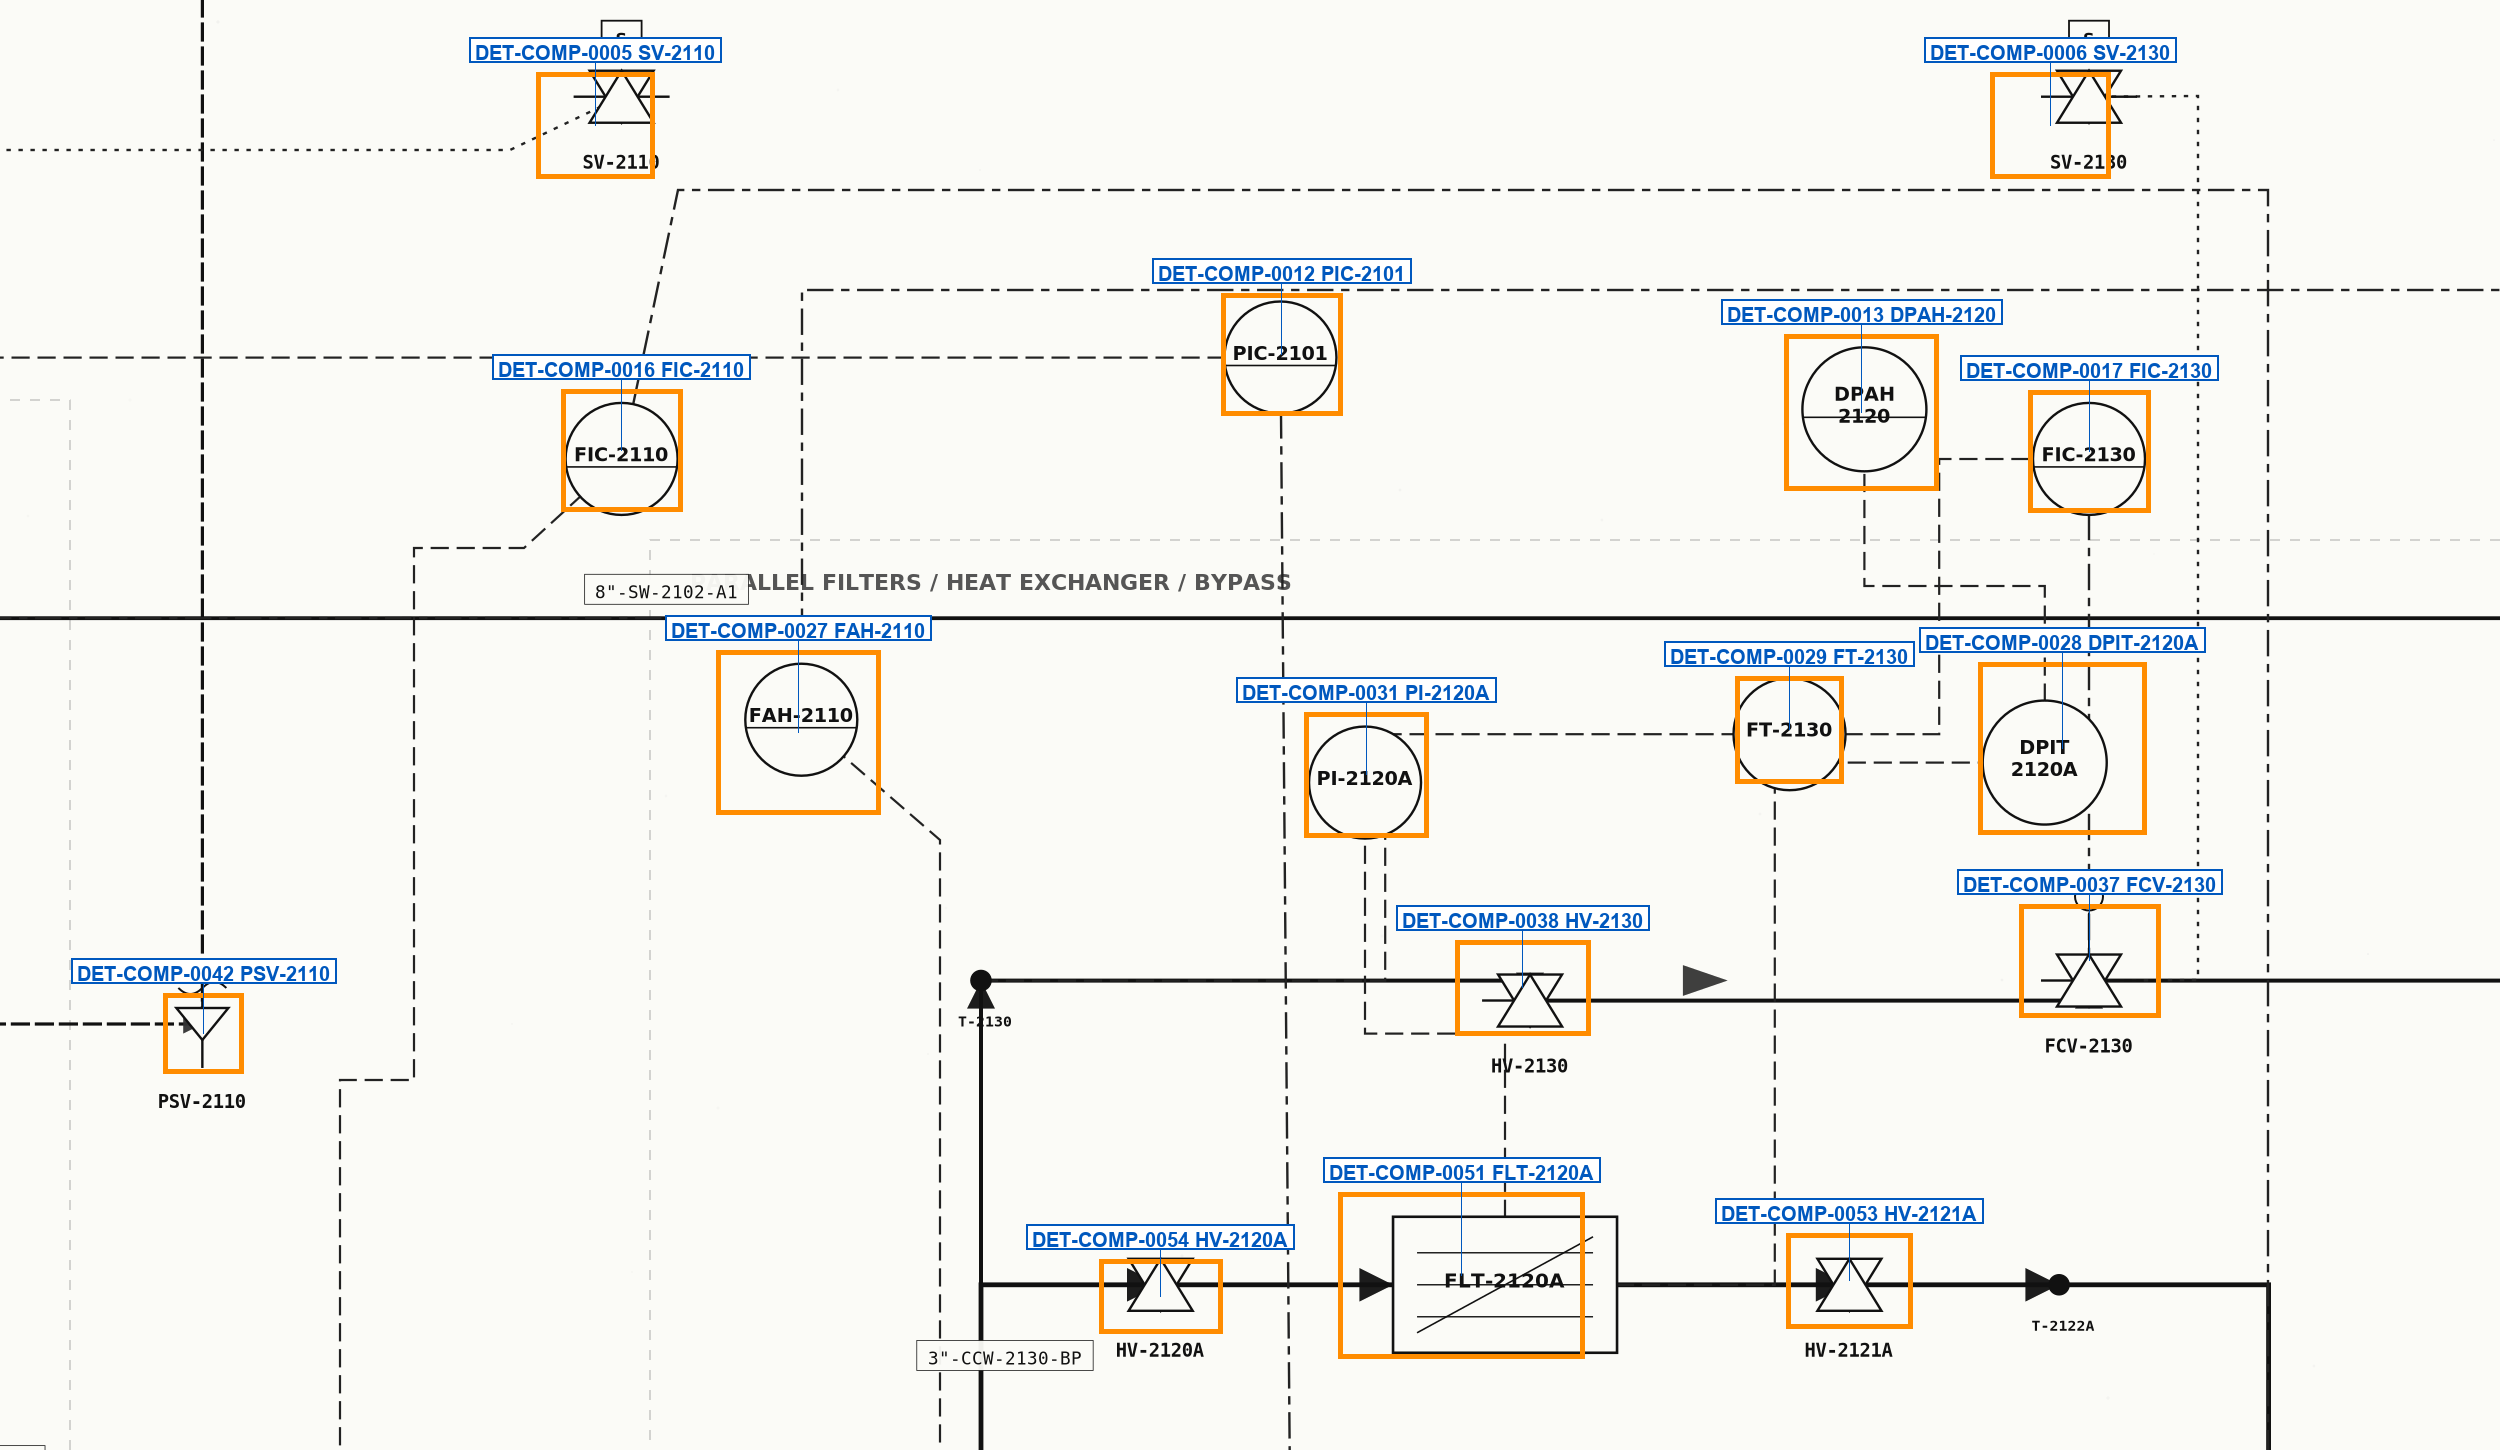 S
S
DET-COMP-0005 SV-2110
DET-COMP-0006 SV-2130
SV-2110
SV-2130
DET-COMP-0012 PIC-2101
DET-COMP-0013 DPAH-2120
PIC-2101
DET-COMP-0016 FIC-2110
DET-COMP-0017 FIC-2130
DPAH
2120
FIC-2110
FIC-2130
PARALLEL FILTERS / HEAT EXCHANGER / BYPASS
8"-SW-2102-A1
DET-COMP-0027 FAH-2110
DET-COMP-0028 DPIT-2120A
DET-COMP-0029 FT-2130
DET-COMP-0031 PI-2120A
FAH-2110
FT-2130
DPIT
2120A
PI-2120A
DET-COMP-0037 FCV-2130
DET-COMP-0038 HV-2130
DET-COMP-0042 PSV-2110
T-2130
FCV-2130
HV-2130
PSV-2110
DET-COMP-0051 FLT-2120A
DET-COMP-0053 HV-2121A
DET-COMP-0054 HV-2120A
FLT-2120A
T-2122A
HV-2120A
HV-2121A
3"-CCW-2130-BP